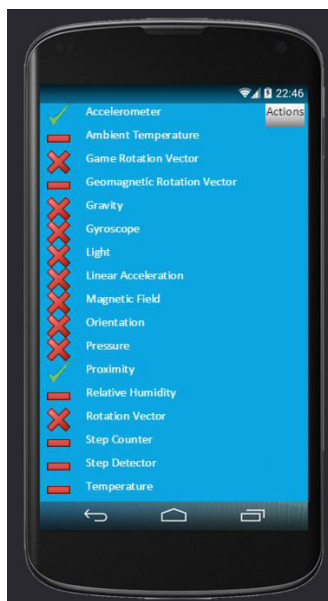 22:46
Accelerometer Actions
Ambient Temperature
Game Rotation Vector
Geomagnetic Rotation Vector
Gravity
Gyroscope
Light
Linear Acceleration
Magnetic Field
Orientation
Pressure
Proximity
Relative Humidity
Rotation Vector
Step Counter
Step Detector
Temperature